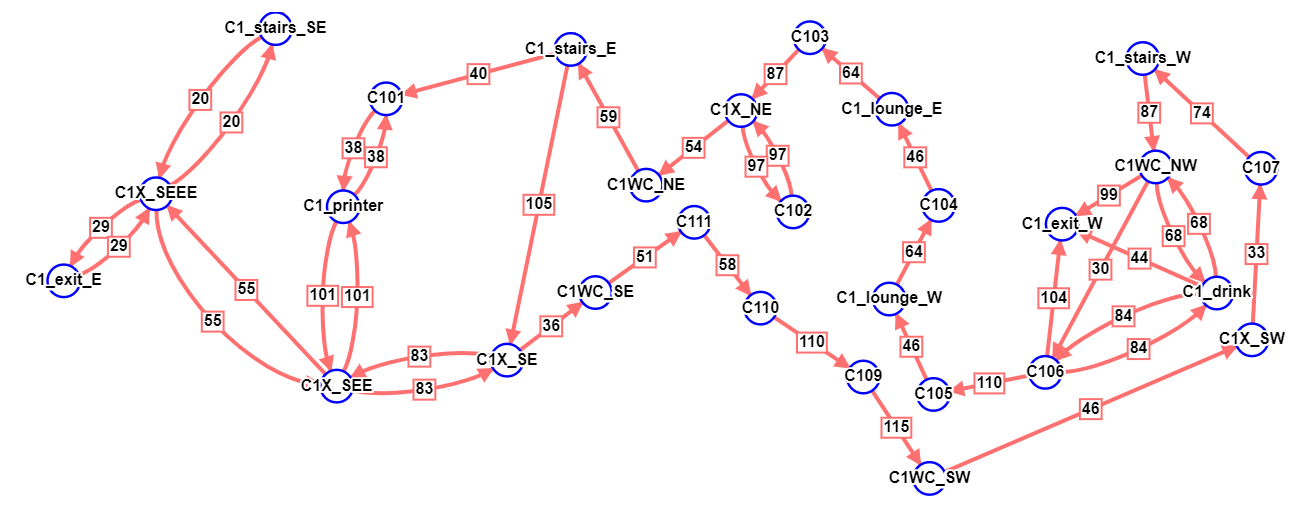 C1_stairs_SE
C1_stairs_E
C103
C1_stairs_W
20
40
87
64
C101
C1X_NE
C1_lounge_E
87
74
20
59
38
38
54
97
97
46
C1WC_NW
C107
C1X_SEEE
C1WC_NE
99
C1_printer
105
C102
C104
C1_exit_W
68
68
29
29
C111
C1_exit_E
51
58
64
30
44
33
55
101
101
C1WC_SE
C1_lounge_W
104
C1_drink
55
36
C110
84
83
110
46
84
C1X_SW
C1X_SE
C1X_SEE
83
C109
C105
110
C106
115
46
C1WC_SW